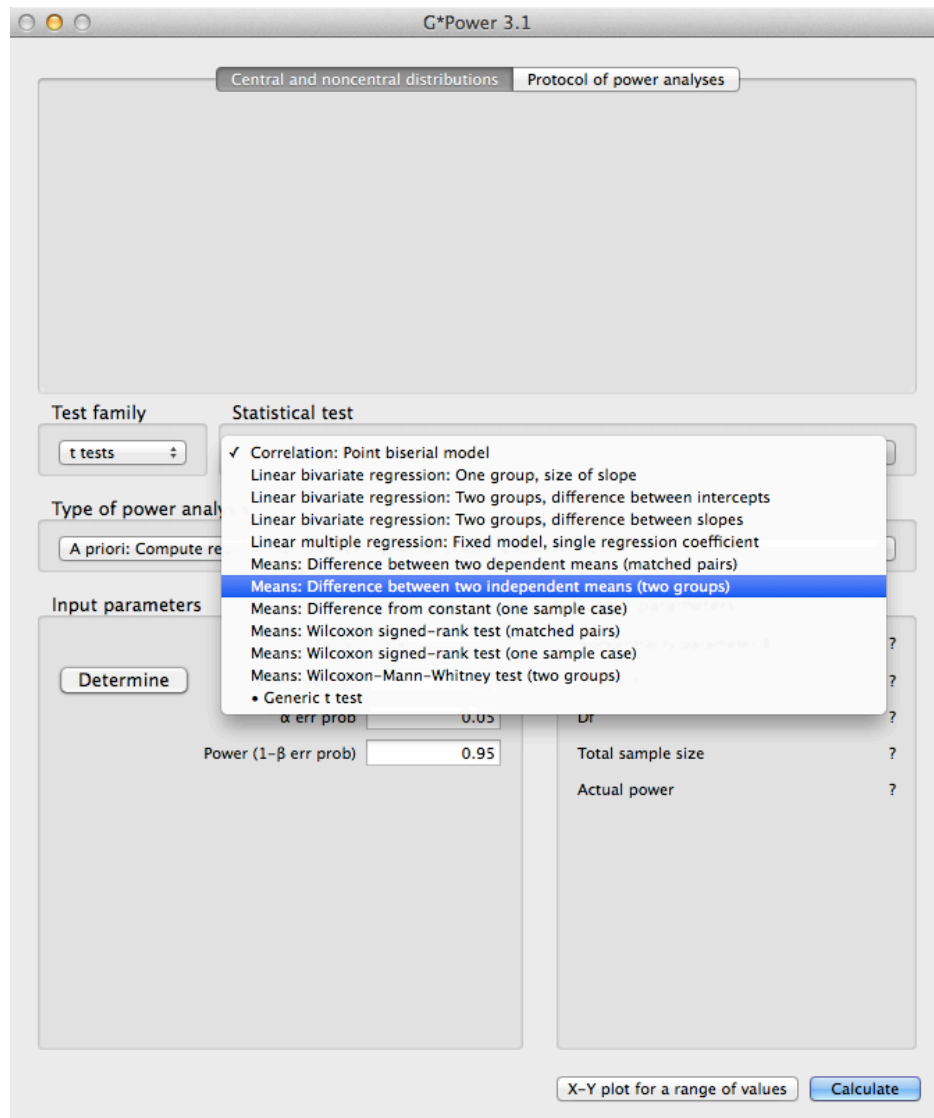 G*Power 3.1
Central and noncentral distributions Protocol of power analyses
Test family Statistical test
t tests
✓ Correlation: Point biserial model
Linear bivariate regression: One group, size of slope
Linear bivariate regression: Two groups, difference between intercepts
Linear bivariate regression: Two groups, difference between slopes
Linear multiple regression: Fixed model, single regression coefficient
Means: Difference between two dependent means (matched pairs)
Means: Difference between two independent means (two groups)
Means: Difference from constant (one sample case)
Means: Wilcoxon signed-rank test (matched pairs)
Means: Wilcoxon signed-rank test (one sample case)
Means: Wilcoxon-Mann-Whitney test (two groups)
• Generic t test
Type of power analy
A priori: Compute re
Input parameters
?
Determine ?
α err prob 0.05 Df ?
Power (1-β err prob) 0.95 Total sample size ?
Actual power ?
X-Y plot for a range of values Calculate